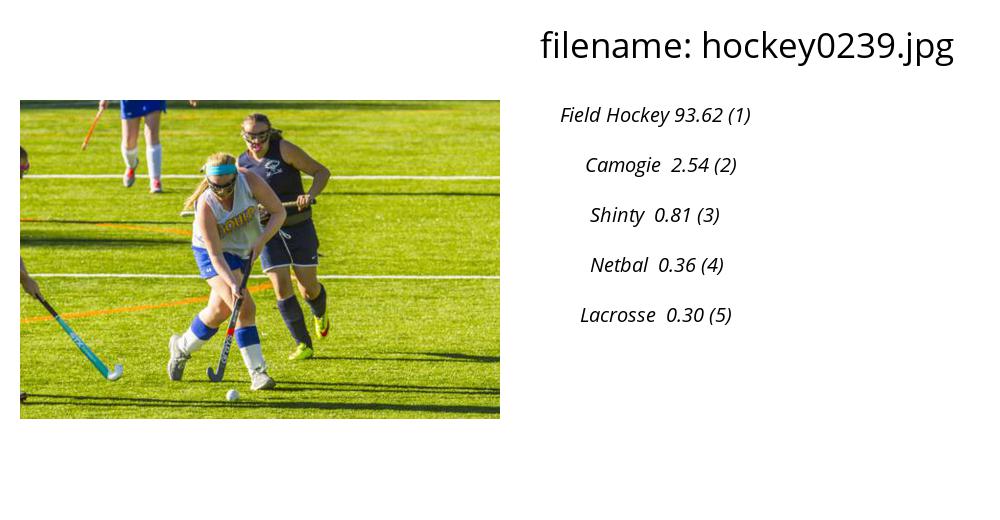 filename: hockey0239.jpg
Field Hockey 93.62 (1)
Camogie 2.54 (2)
Shinty 0.81 (3)
Netbal 0.36 (4)
Lacrosse 0.30 (5)